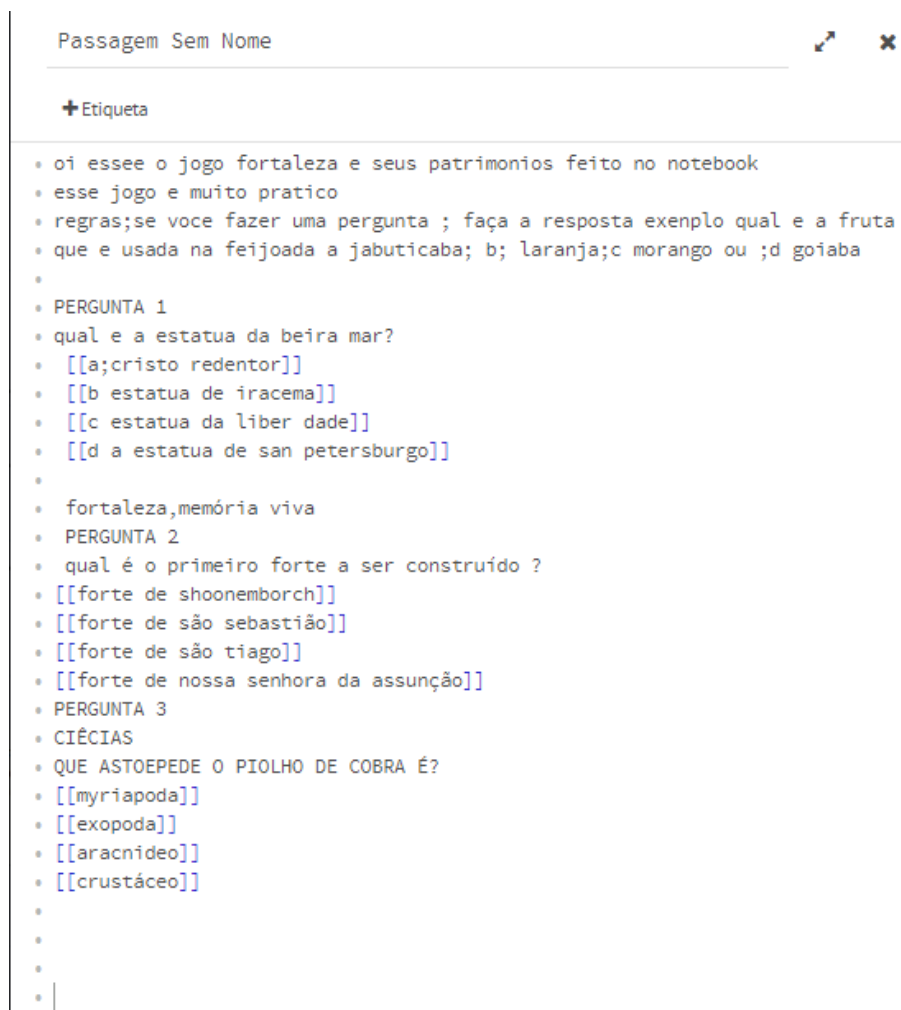 Passagem Sem Nome
+Etiqueta
oi essee o jogo fortaleza e seus patrimonios feito no notebook
esse jogo e muito pratico
regras;se voce fazer uma pergunta ; faça a resposta exenplo qual e a fruta
que e usada na feijoada a jabuticaba; b; laranja;c morango ou ;d goiaba
PERGUNTA 1
qual e a estatua da beira mar?
[[a;cristo redentor]]
[[b estatua de iracema]]
[[c estatua da liber dade]]
[[d a estatua de san petersburgo]]
fortaleza,memória viva
PERGUNTA 2
qual é o primeiro forte a ser construído ?
[[forte de shoonemborch]]
[[forte de são sebastião]]
[[forte de são tiago]]
[[forte de nossa senhora da assunção]]
PERGUNTA 3
CIÊCIAS
QUE ASTOEPEDE O PIOLHO DE COBRA É?
[[myriapoda]]
[[exopoda]]
[[aracnideo]]
[[crustáceo]]